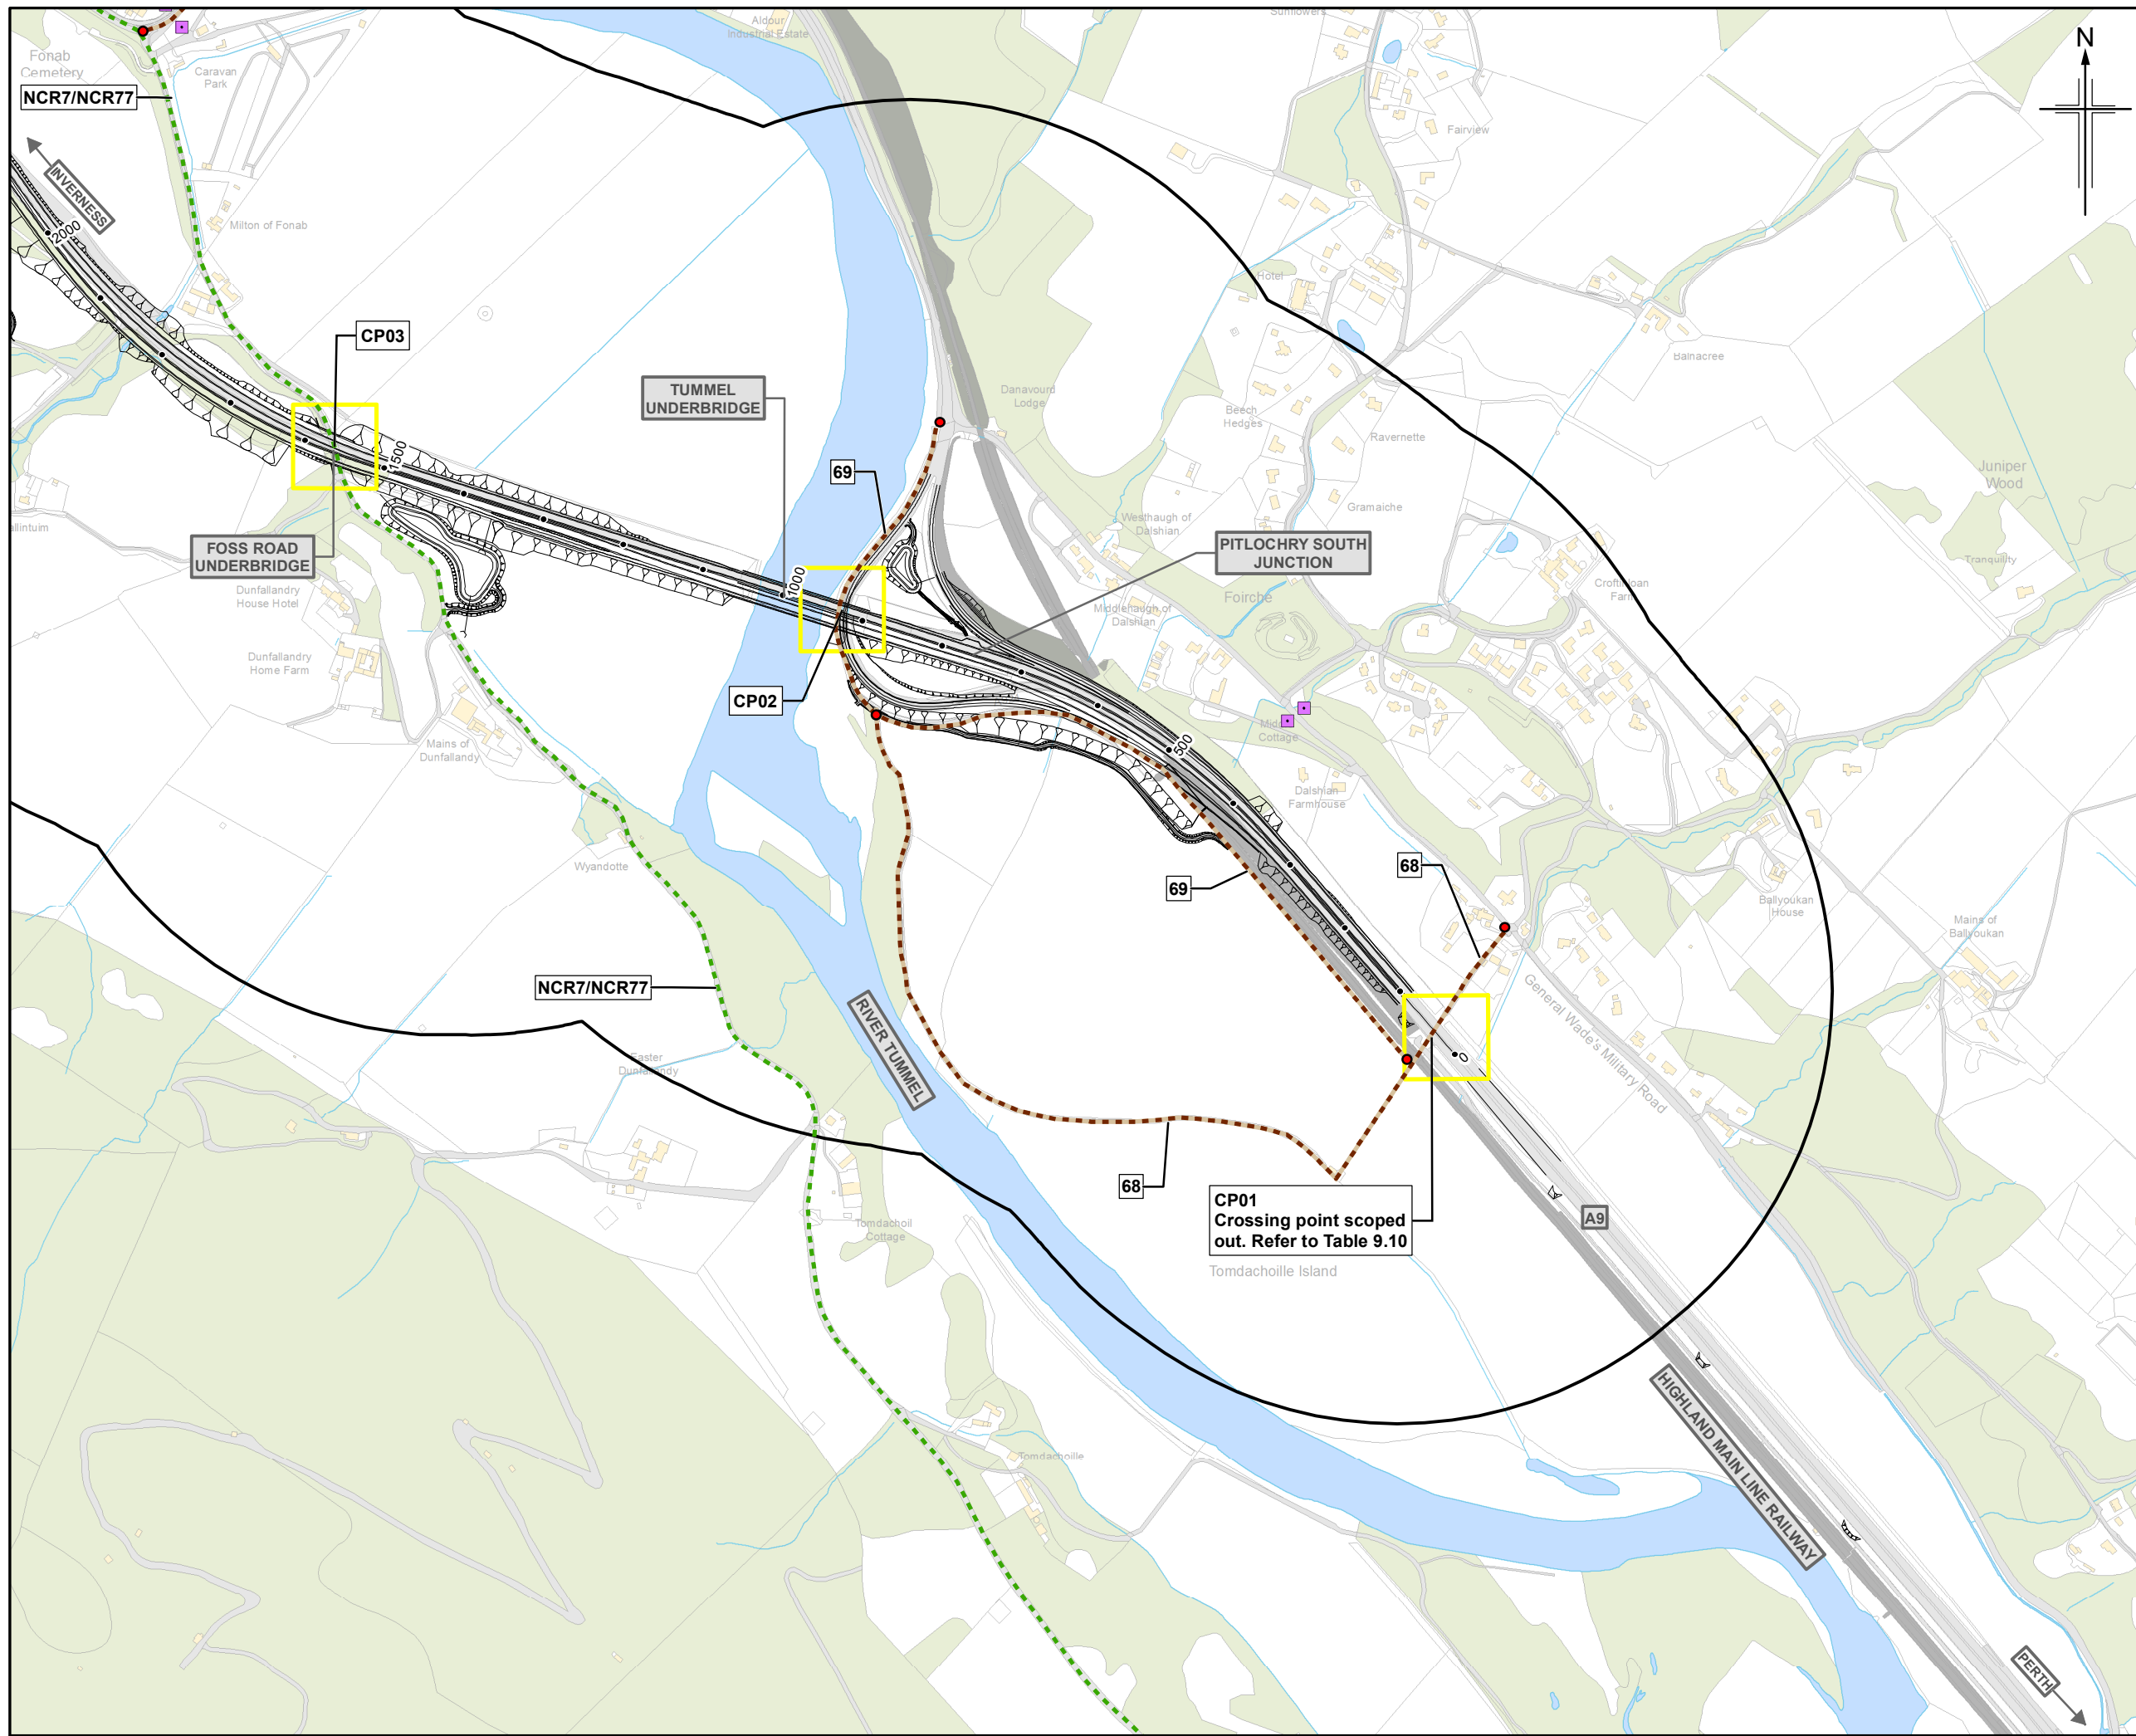 Sunflowers
Aldour
Industrial Estate
N
Fonab
Cemetery
Caravan
Park
NCR7/NCR77
Fairview
INVERNESS
2000
Milton of Fonab
Hotel
CP03
Balnacree
TUMMEL
UNDERBRIDGE
Danavourd
Lodge
Beech
Hedges
Ravernette
1500
69
Juniper
Wood
Gramaiche
Westhaugh of
Dalshian
FOSS ROAD
UNDERBRIDGE
PITLOCHRY SOUTH
JUNCTION
Tranquility
1000
Dunfallandry
House Hotel
Croftinloan
Farm
Foirche
Middlehaugh of
Dalshian
Dunfallandry
Home Farm
CP02
Cottage
Mains of
Dunfallandy
500
Dalshian
Farmhouse
Wyandotte
68
69
Ballyoukan
House
Mains of
Ballyoukan
NCR7/NCR77
General Wade's Military Road
RIVER TUMMEL
0
Easter
Dunfallandy
68
CP01
Crossing point scoped
out. Refer to Table 9.10
A9
Tomdachoil
Cottage
Tomdachoille Island
HIGHLAND MAIN LINE RAILWAY
Tomdachoille
PERTH